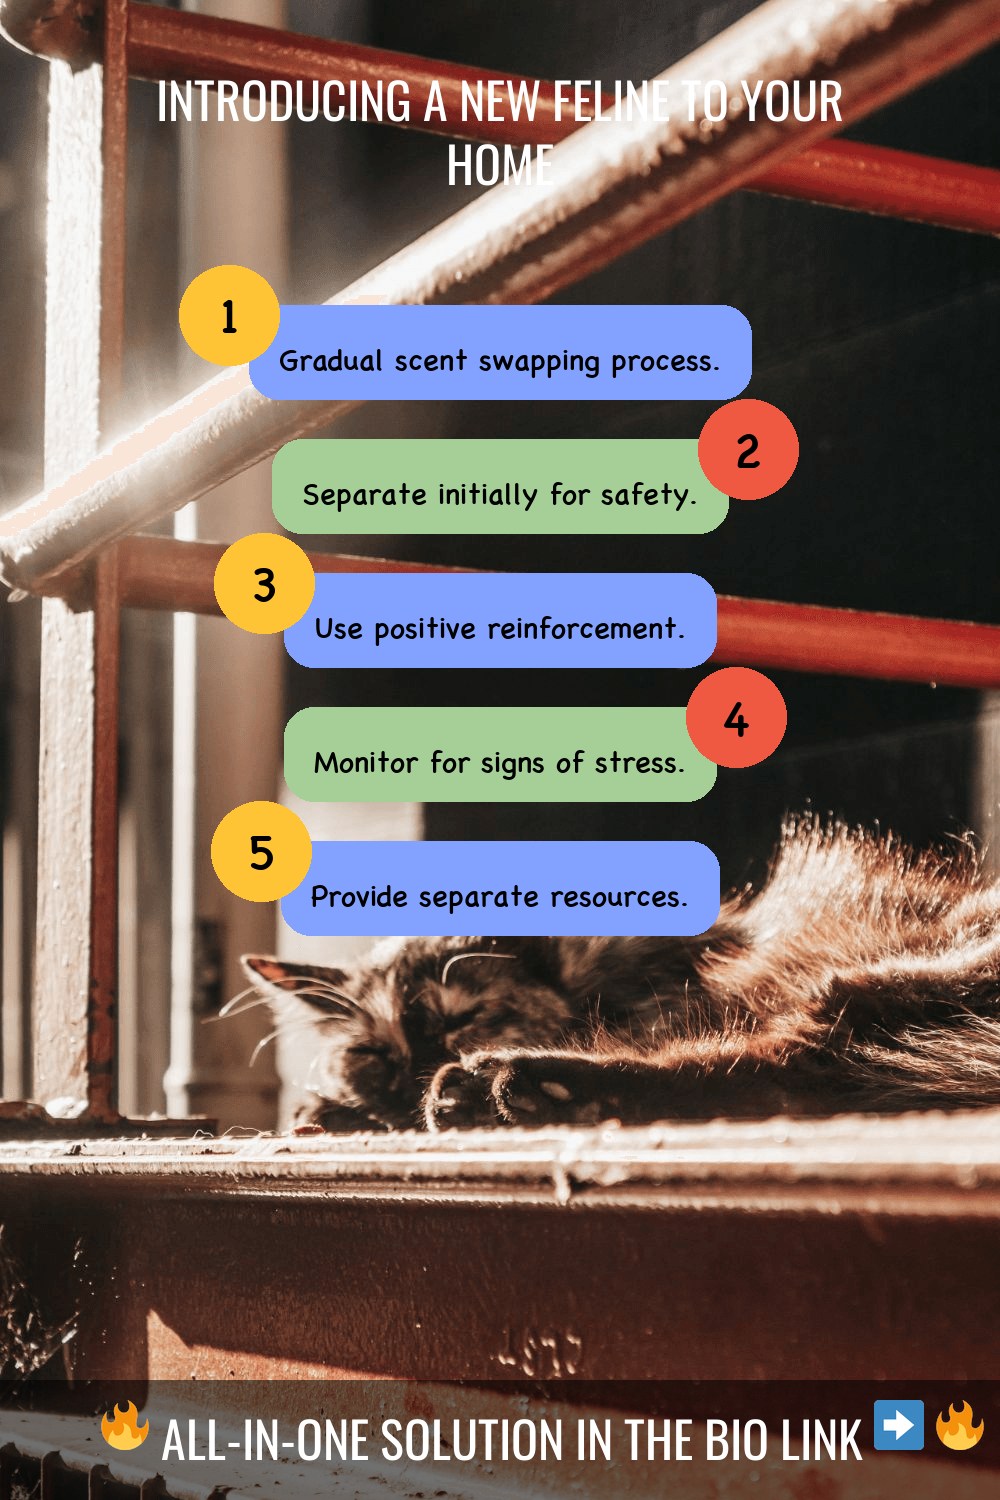 INTRODUCING A NEW FELINE TO YOUR
HOME
1
Gradual scent swapping process.
2
Separate initially for safety.
3
Use positive reinforcement.
4
Monitor for signs of stress.
5
Provide separate resources.
🔥 ALL-IN-ONE SOLUTION IN THE BIO LINK ➡️ 🔥